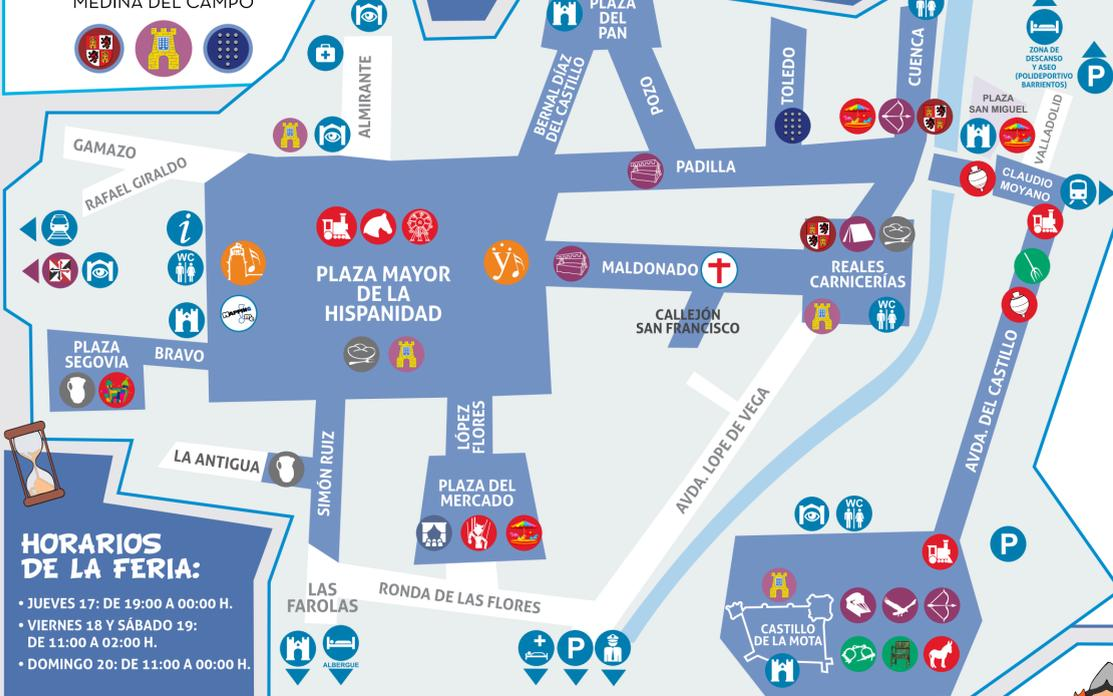 MEDINA DEL CAMPO
PLAZA
DEL
PAN
BERNAL DÍAZ
DEL CASTILLO
POZO
TOLEDO
CUENCA
ZONA DE
DESCANSO
Y ASEO
(POLIDEPORTIVO
BARRIENTOS)
P
PLAZA
SAN MIGUEL
VALLADOLID
CLAUDIO
MOYANO
ALMIRANTE
GAMAZO
RAFAEL GIRALDO
PADILLA
i
WC
PLAZA MAYOR
DE LA
HISPANIDAD
ÿ
MALDONADO
REALES
CARNICERÍAS
WC
CALLEJÓN
SAN FRANCISCO
PLAZA
SEGOVIA
BRAVO
LA ANTIGUA
SIMÓN RUIZ
LÓPEZ
FLORES
PLAZA DEL
MERCADO
AVDA. LOPE DE VEGA
AVDA. DEL CASTILLO
WC
P
HORARIOS
DE LA FERIA:
• JUEVES 17: DE 19:00 A 00:00 H.
• VIERNES 18 Y SÁBADO 19:
DE 11:00 A 02:00 H.
• DOMINGO 20: DE 11:00 A 00:00 H.
LAS
FAROLAS
RONDA DE LAS FLORES
ALBERGUE
P
CASTILLO
DE LA MOTA